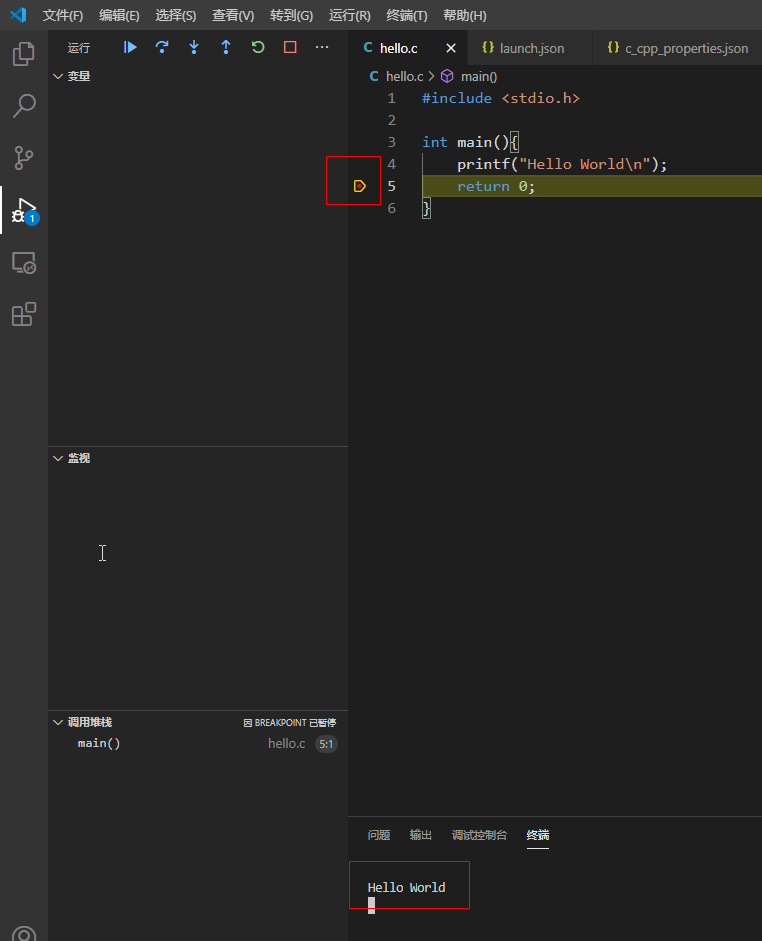 文件(F) 编辑(E) 选择(S) 查看(V) 转到(G) 运行(R) 终端(T) 帮助(H)
运行
变量
1
监视
调用堆栈 因 BREAKPOINT 已暂停
main() hello.c 5:1
C hello.c × {} launch.json {} c_cpp_properties.json
C hello.c > main()
1 #include <stdio.h>
2
3 int main(){
4 printf("Hello World\n");
5 return 0;
6 }
问题 输出 调试控制台 终端
Hello World